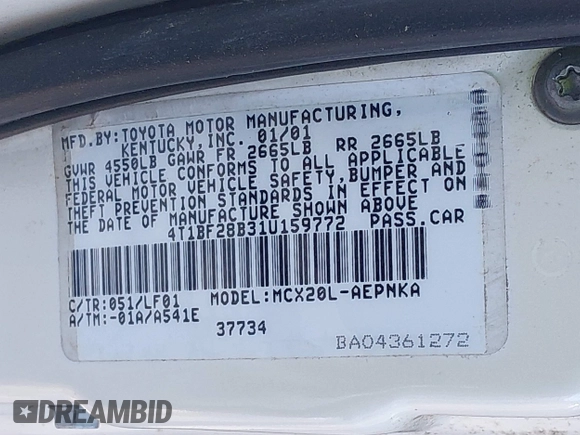 MFD.BY:TOYOTA MOTOR MANUFACTURING,
KENTUCKY,INC. 01/01
GVWR 4550LB GAWR FR 2665LB RR 2665LB
THIS VEHICLE CONFORMS TO ALL APPLICABLE
FEDERAL MOTOR VEHICLE SAFETY,BUMPER AND
THEFT PREVENTION STANDARDS IN EFFECT ON
THE DATE OF MANUFACTURE SHOWN ABOVE
4T1BF28B31U159772 PASS.CAR
C/TR:051/LF01 MODEL:MCX20L-AEPNKA
A/TM:-01A/A541E
37734
BA04361272
DREAMBID